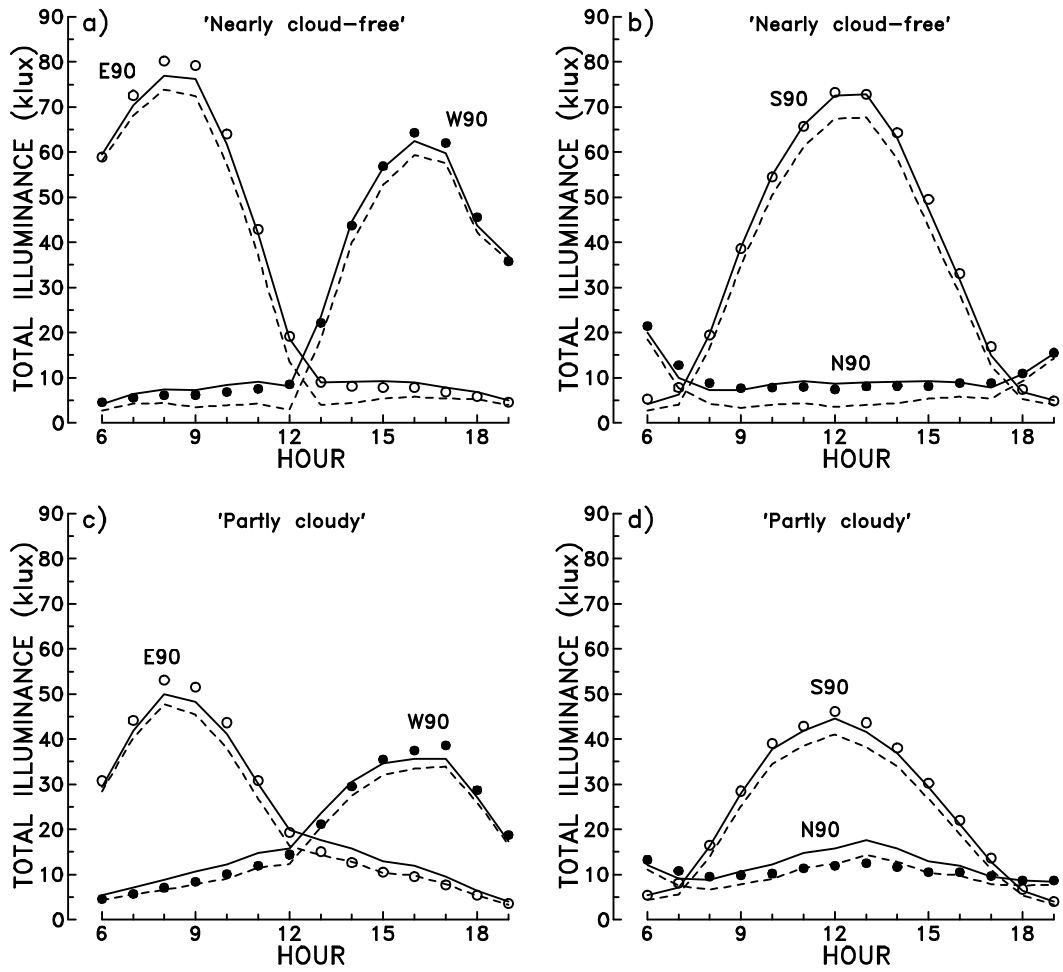 a) 'Nearly cloud-free'
TOTAL ILLUMINANCE (klux)
90
80
70
60
50
40
30
20
10
0
E90
W90
6 9 12 15 18
HOUR
b) 'Nearly cloud-free'
TOTAL ILLUMINANCE (klux)
90
80
70
60
50
40
30
20
10
0
S90
N90
6 9 12 15 18
HOUR
c) 'Partly cloudy'
TOTAL ILLUMINANCE (klux)
90
80
70
60
50
40
30
20
10
0
E90
W90
6 9 12 15 18
HOUR
d) 'Partly cloudy'
TOTAL ILLUMINANCE (klux)
90
80
70
60
50
40
30
20
10
0
S90
N90
6 9 12 15 18
HOUR